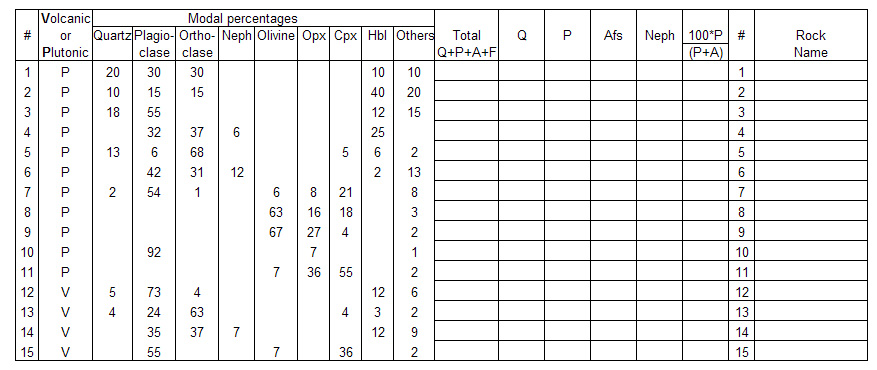 Volcanic Modal percentages
# or Quartz Plagio- Ortho- Neph Olivine Opx Cpx Hbl Others Total Q P Afs Neph 100*P # Rock
Plutonic clase clase Q+P+A+F (P+A) Name
1 P 20 30 30 10 10 1
2 P 10 15 15 40 20 2
3 P 18 55 12 15 3
4 P 32 37 6 25 4
5 P 13 6 68 5 6 2 5
6 P 42 31 12 2 13 6
7 P 2 54 1 6 8 21 8 7
8 P 63 16 18 3 8
9 P 67 27 4 2 9
10 P 92 7 1 10
11 P 7 36 55 2 11
12 V 5 73 4 12 6 12
13 V 4 24 63 4 3 2 13
14 V 35 37 7 12 9 14
15 V 55 7 36 2 15